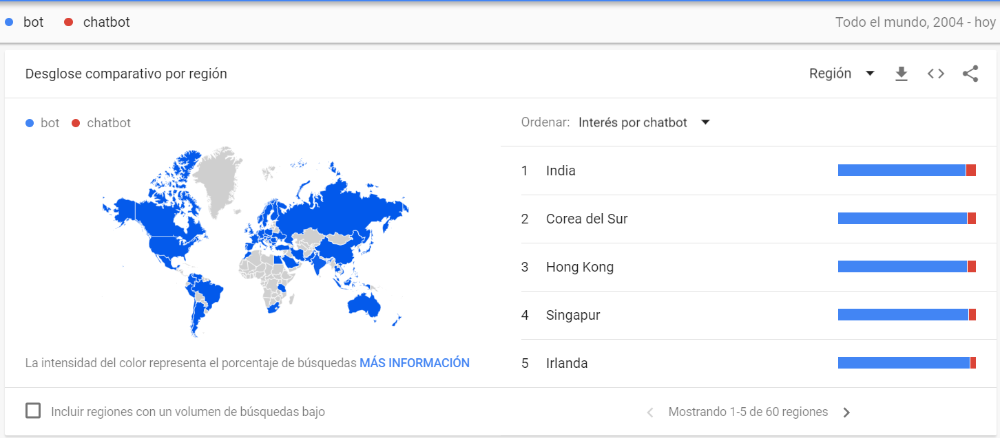 bot chatbot Todo el mundo, 2004 - hoy
Desglose comparativo por región Región
bot chatbot Ordenar: Interés por chatbot
1 India
2 Corea del Sur
3 Hong Kong
4 Singapur
5 Irlanda
La intensidad del color representa el porcentaje de búsquedas MÁS INFORMACIÓN
Incluir regiones con un volumen de búsquedas bajo Mostrando 1-5 de 60 regiones